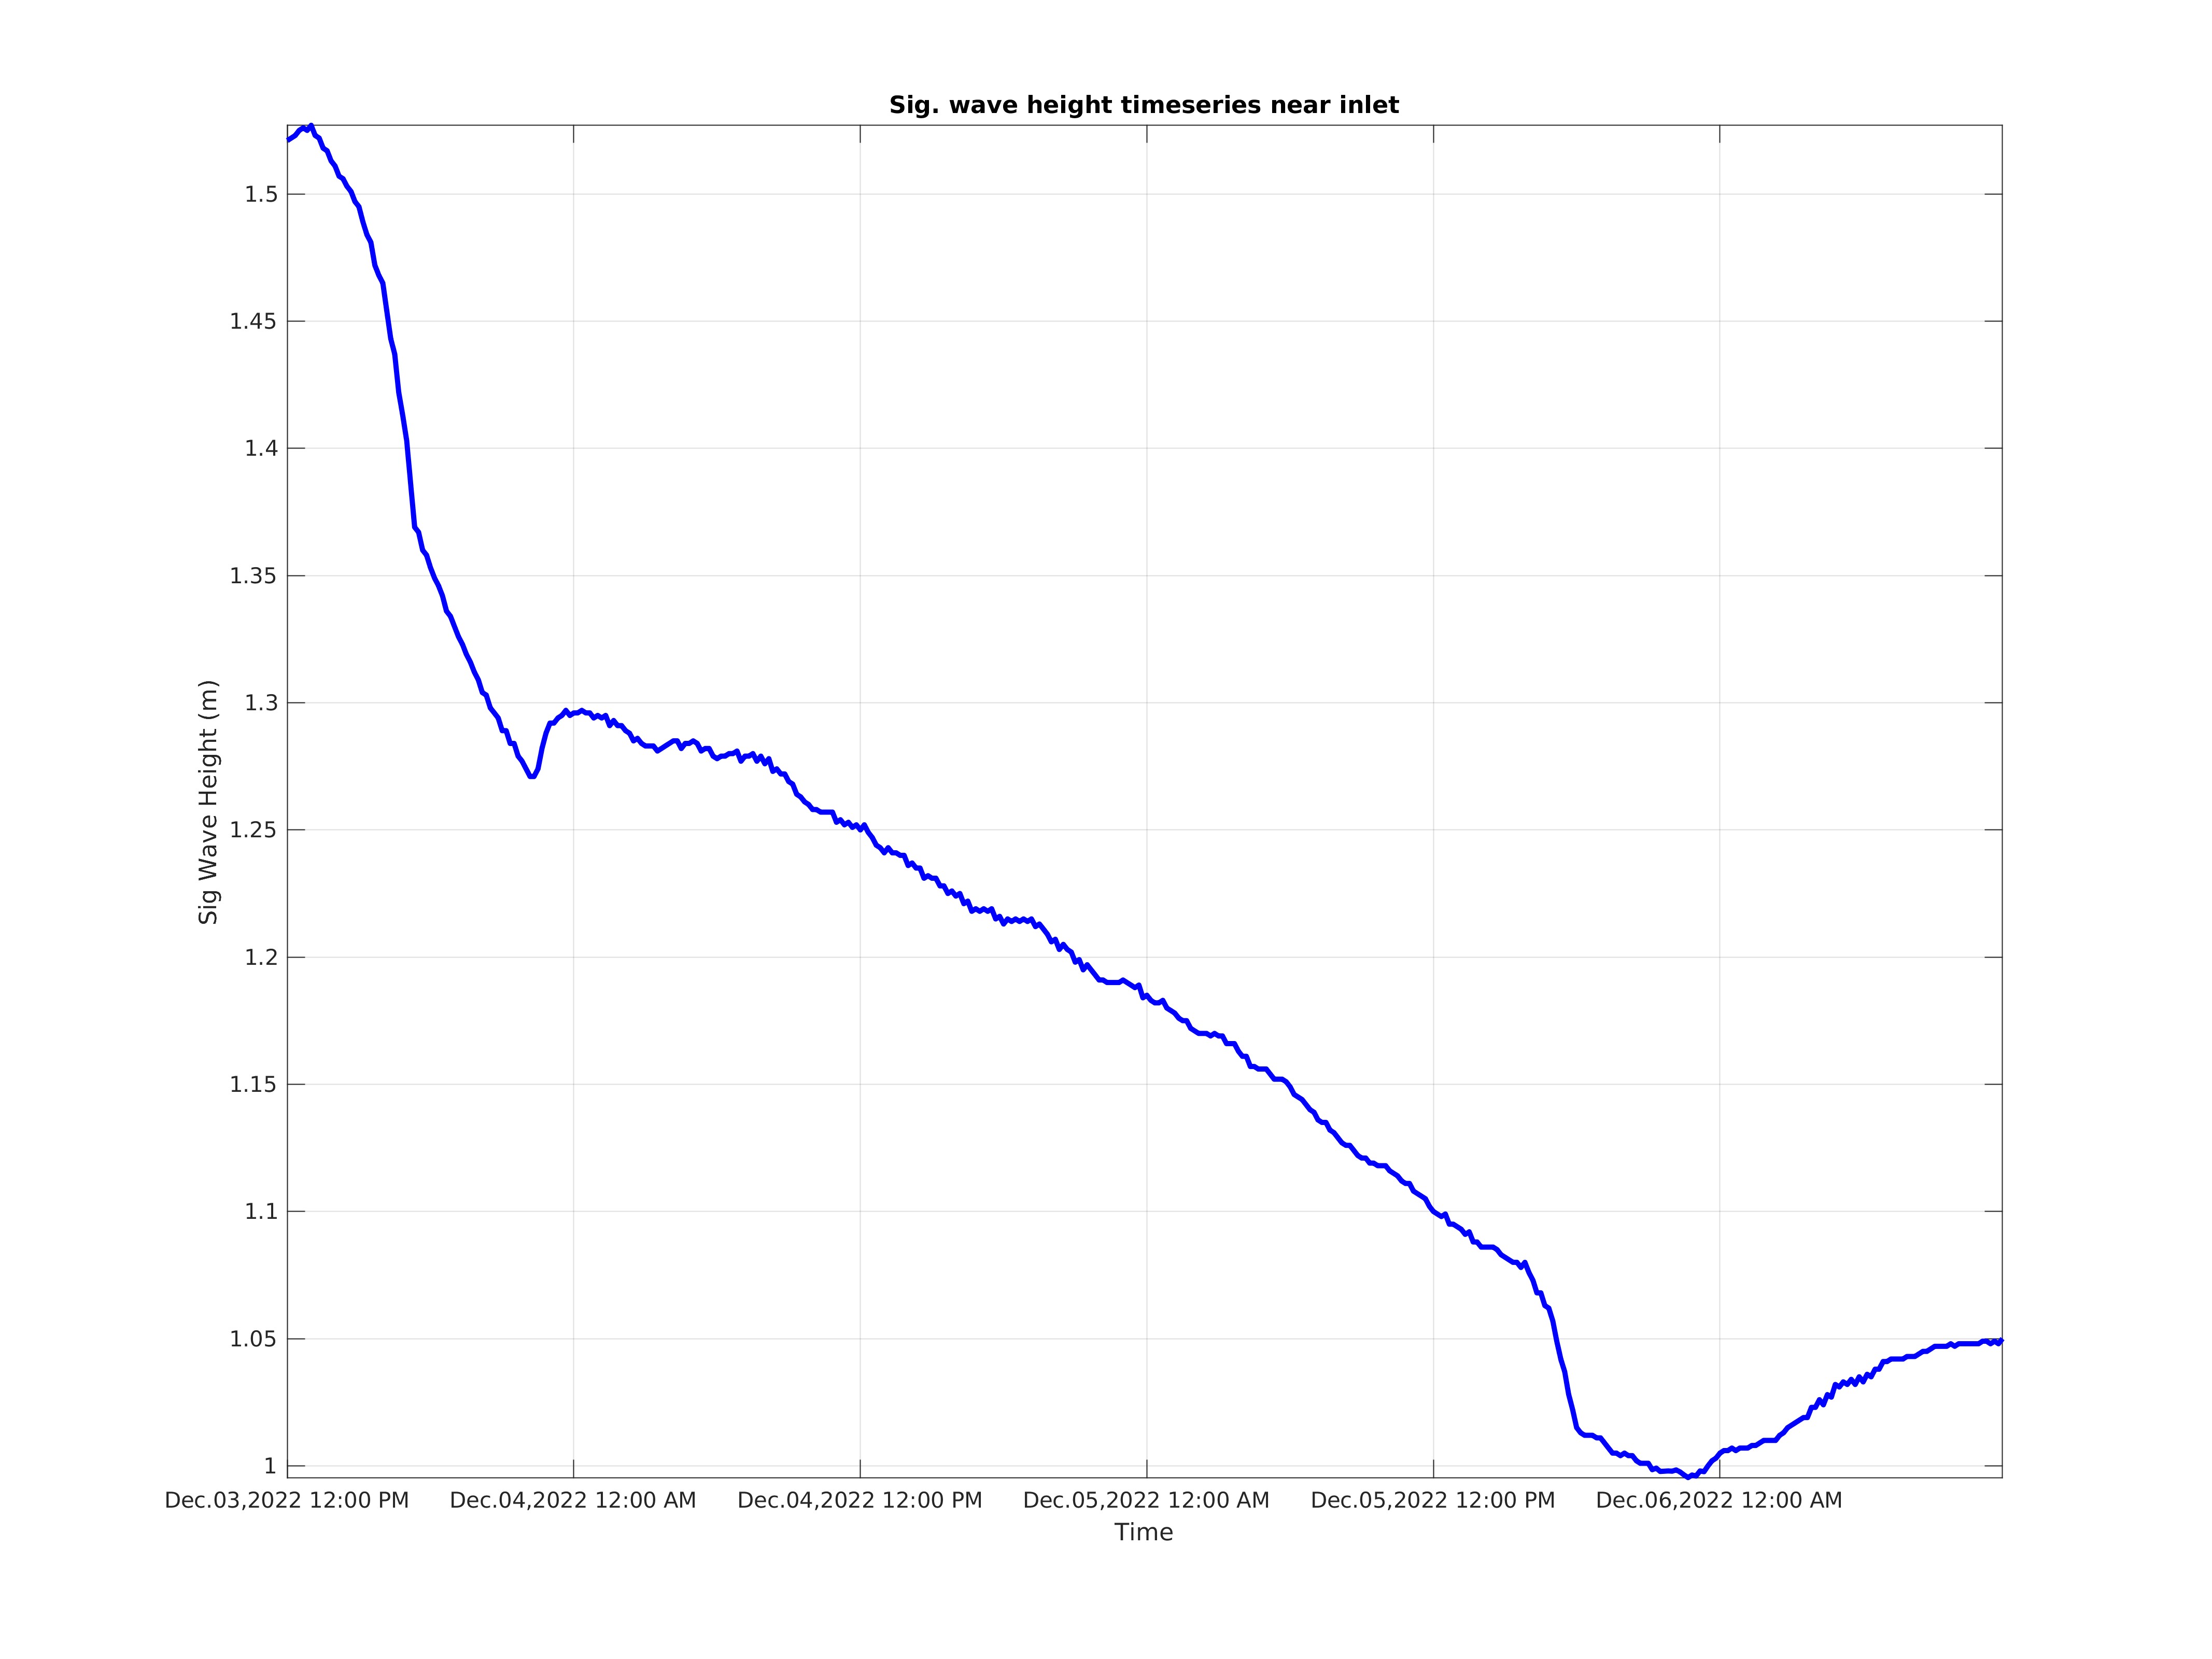 Sig. wave height timeseries near inlet
1.5
1.45
1.4
1.35
1.3
1.25
1.2
1.15
1.1
1.05
1
Sig Wave Height (m)
Dec.03,2022 12:00 PM Dec.04,2022 12:00 AM Dec.04,2022 12:00 PM Dec.05,2022 12:00 AM Dec.05,2022 12:00 PM Dec.06,2022 12:00 AM
Time